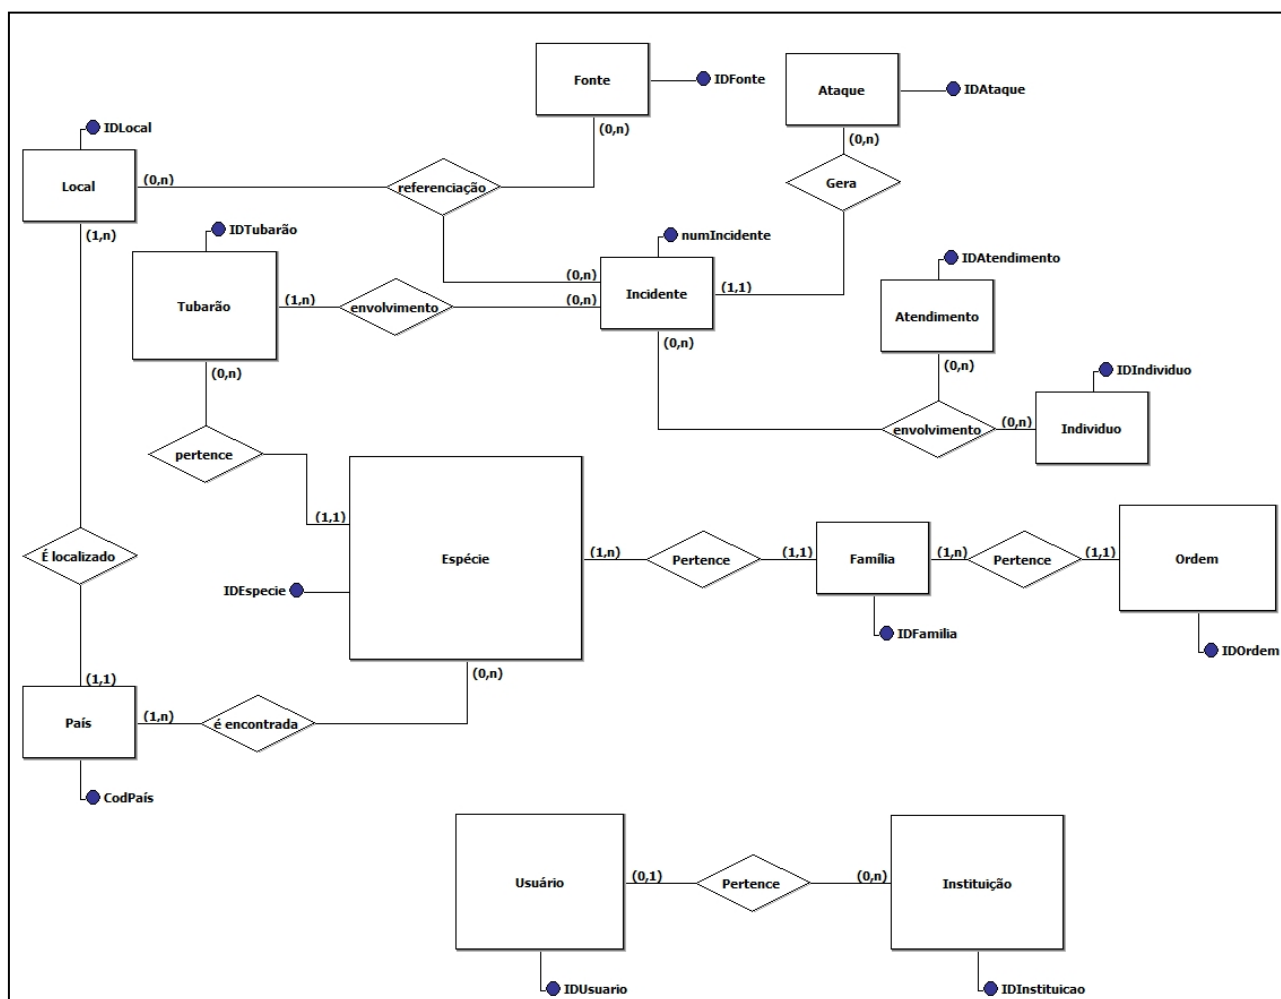 Fonte
IDFonte
Ataque
IDAtaque
(0,n)
(0,n)
IDLocal
Local
(0,n)
referenciação
Gera
(1,n)
IDTubarão
numIncidente
IDAtendimento
Tubarão
(1,n)
envolvimento
(0,n)
(0,n)
Incidente
(1,1)
Atendimento
(0,n)
(0,n)
(0,n)
IDIndividuo
envolvimento
(0,n)
Individuo
pertence
(1,1)
É localizado
Espécie
IDEspecie
(1,n)
Pertence
(1,1)
Família
(1,n)
Pertence
(1,1)
Ordem
IDFamilia
IDOrdem
(0,n)
(1,1)
País
(1,n)
é encontrada
CodPaís
Usuário
(0,1)
Pertence
(0,n)
Instituição
IDUsuario
IDInstituicao